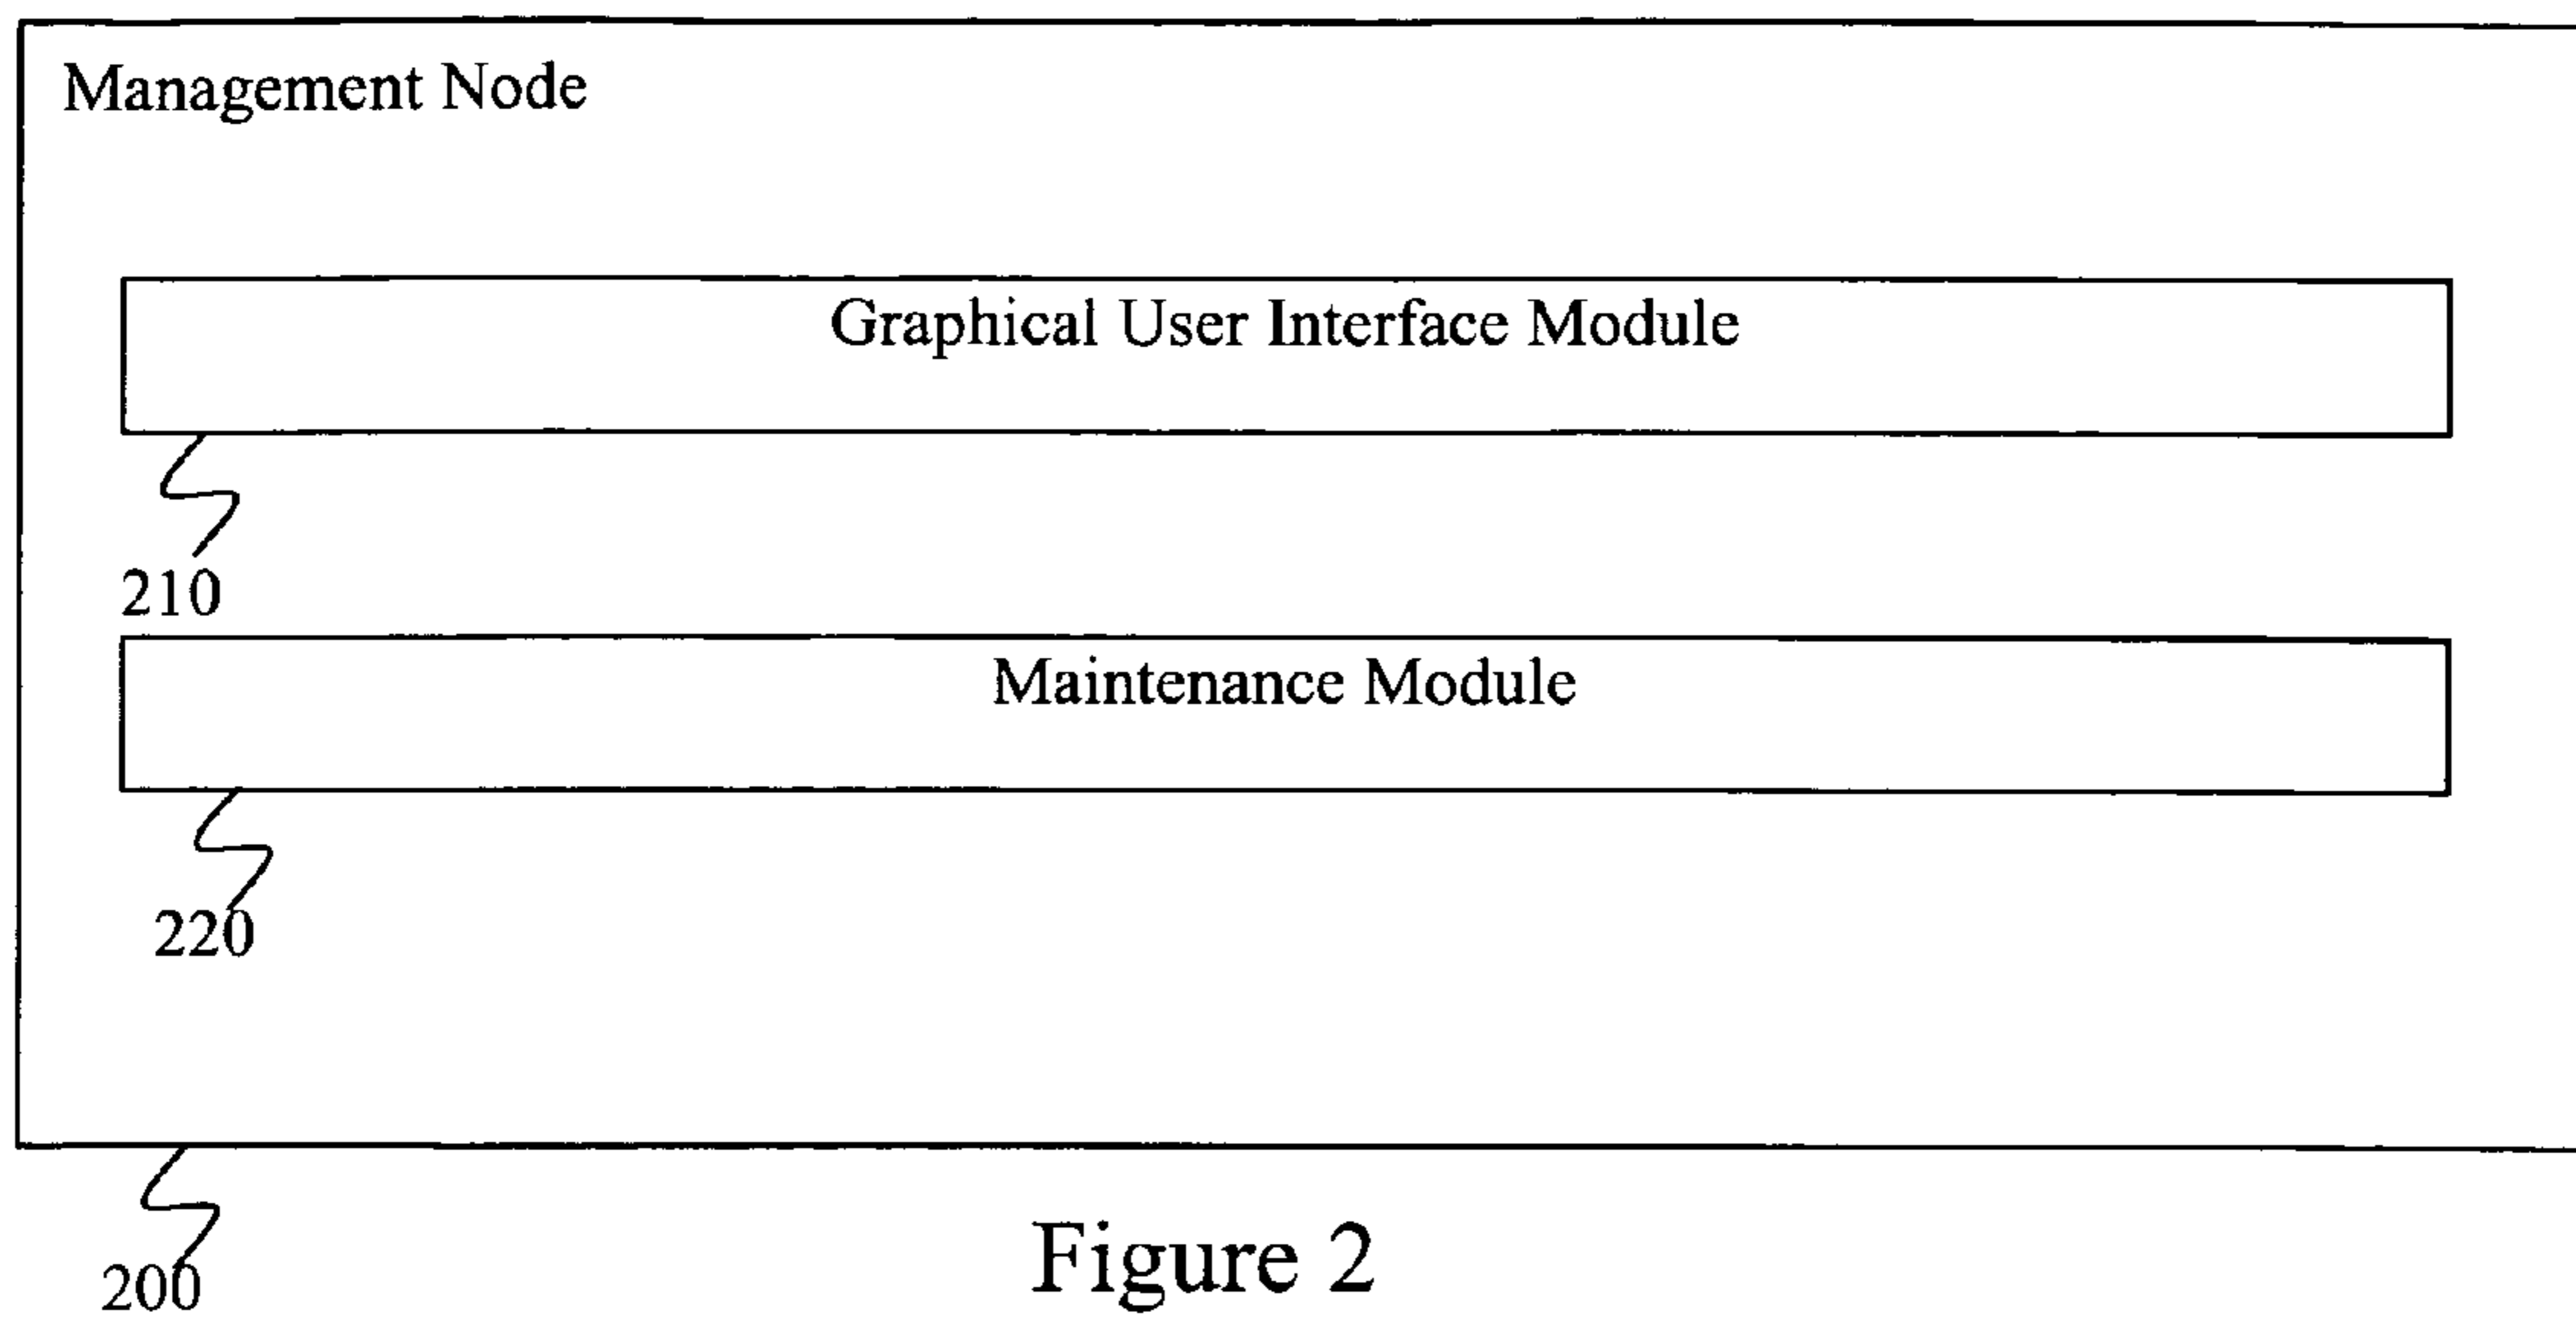 Management Node
Graphical User Interface Module
210
Maintenance Module
220
200
Figure 2